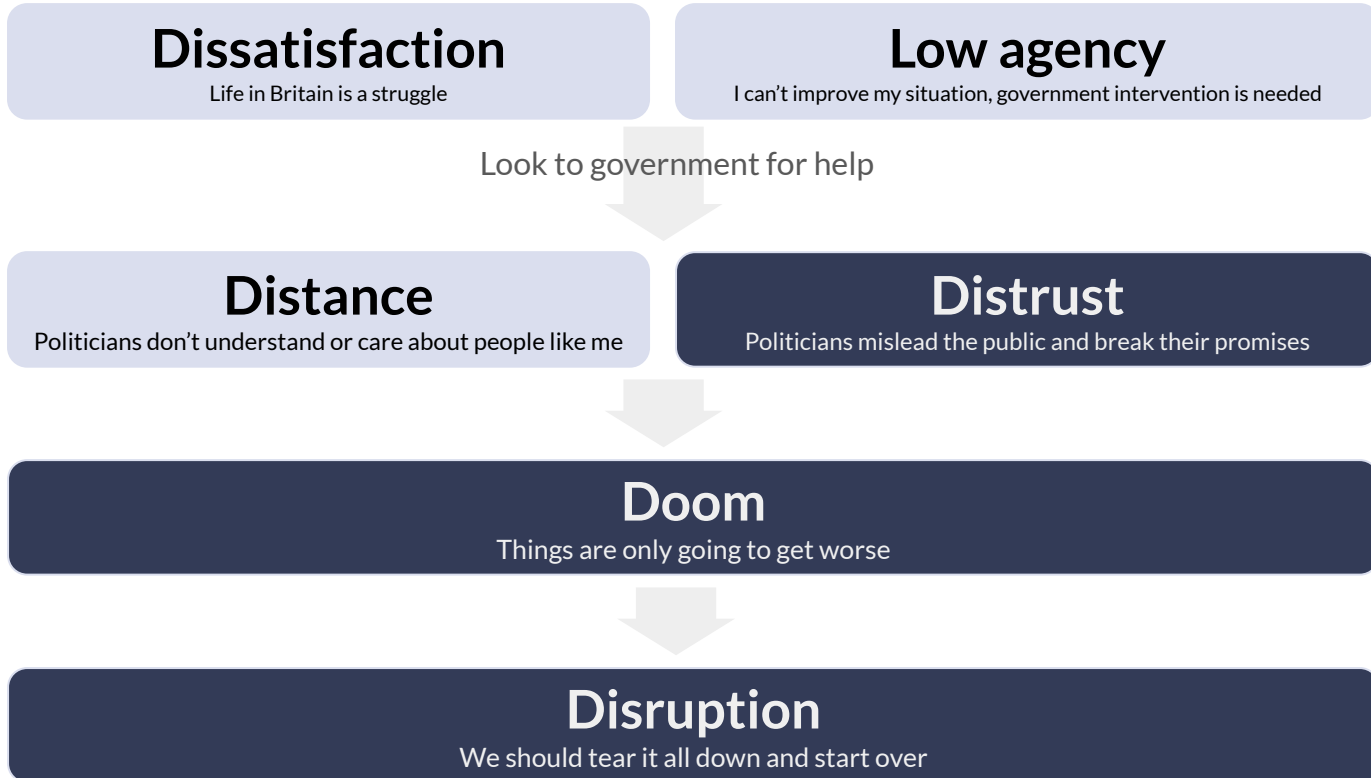 Dissatisfaction
Life in Britain is a struggle
Low agency
I can’t improve my situation, government intervention is needed
Look to government for help
Distance
Politicians don’t understand or care about people like me
Distrust
Politicians mislead the public and break their promises
Doom
Things are only going to get worse
Disruption
We should tear it all down and start over